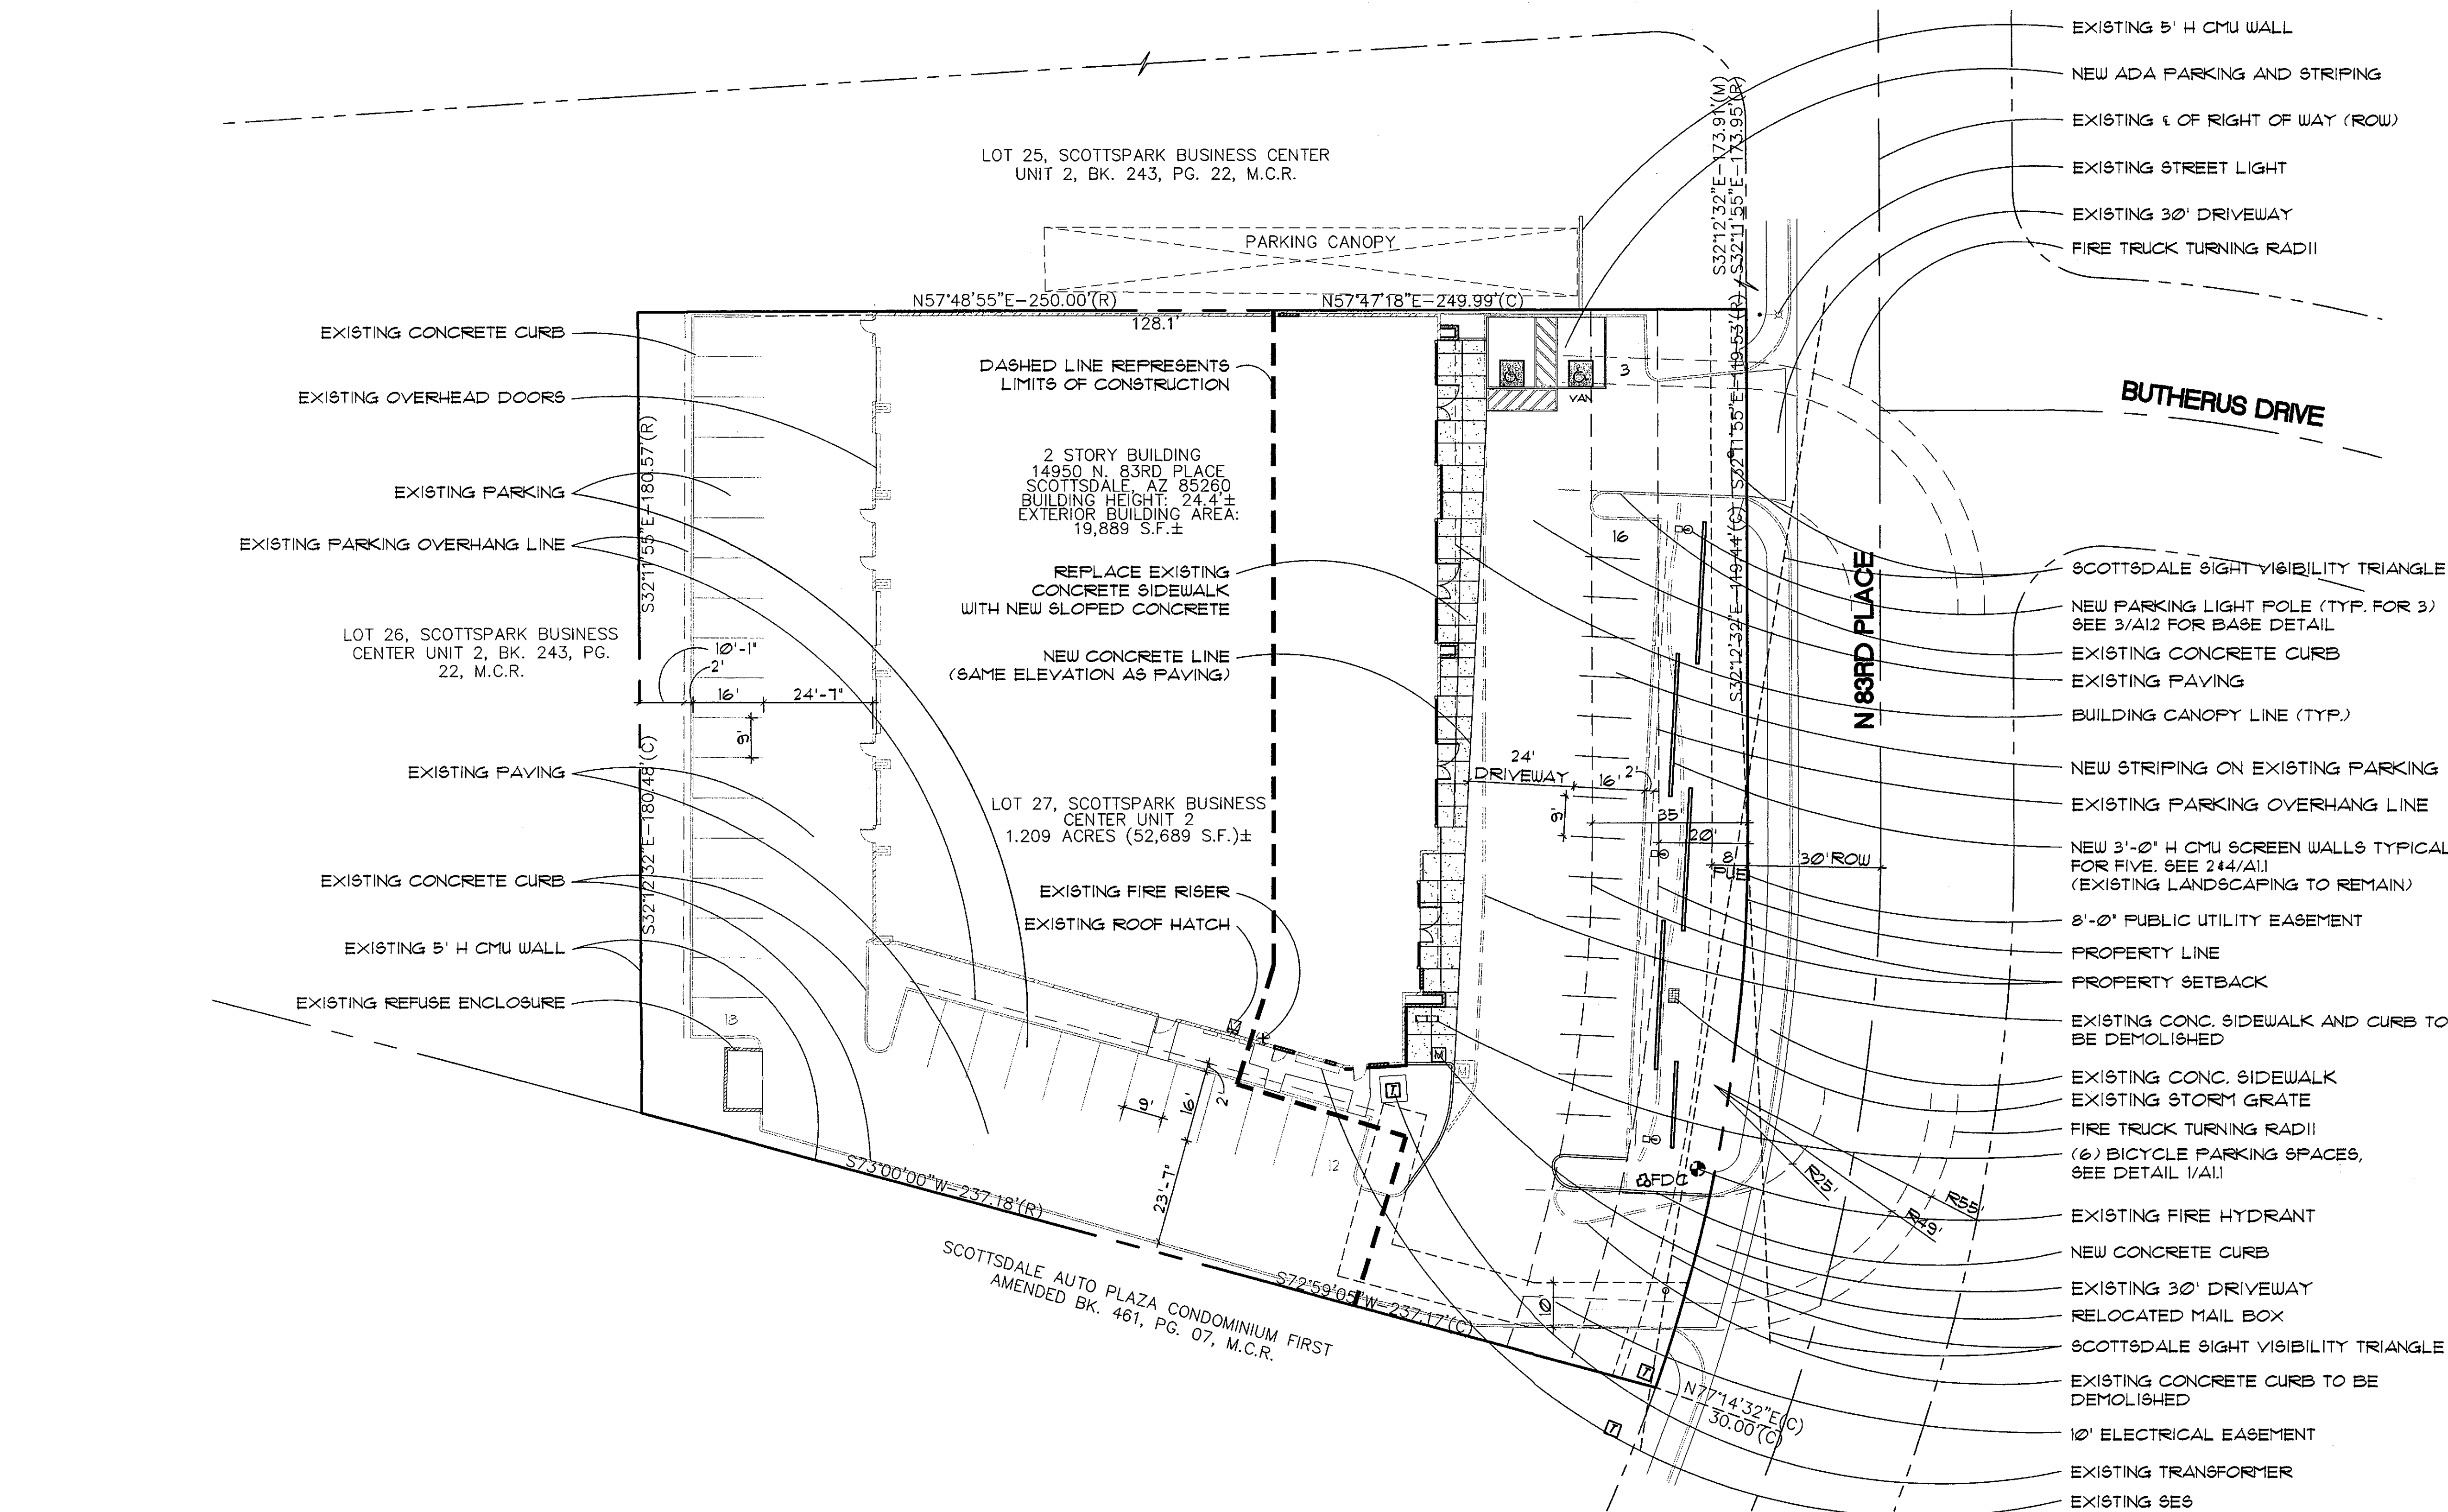 EXISTING 5' H CMU WALL
NEW ADA PARKING AND STRIPING
EXISTING ℄ OF RIGHT OF WAY (ROW)
EXISTING STREET LIGHT
EXISTING 30' DRIVEWAY
FIRE TRUCK TURNING RADII
LOT 25, SCOTTSPARK BUSINESS CENTER
UNIT 2, BK. 243, PG. 22, M.C.R.
S32°12'32"E-173.91'(M)
S32°11'55"E-173.95'(R)
PARKING CANOPY
N57°48'55"E-250.00'(R)
N57°47'18"E-249.99'(C)
128.1'
EXISTING CONCRETE CURB
EXISTING OVERHEAD DOORS
EXISTING PARKING
EXISTING PARKING OVERHANG LINE
LOT 26, SCOTTSPARK BUSINESS
CENTER UNIT 2, BK. 243, PG.
22, M.C.R.
EXISTING PAVING
EXISTING CONCRETE CURB
EXISTING 5' H CMU WALL
EXISTING REFUSE ENCLOSURE
S32°11'55"E-180.57'(R)
S32°12'32"E-180.48'(C)
10'-1"
2'
16'
24'-7"
9'
18
DASHED LINE REPRESENTS
LIMITS OF CONSTRUCTION
2 STORY BUILDING
14950 N. 83RD PLACE
SCOTTSDALE, AZ 85260
BUILDING HEIGHT: 24.4'±
EXTERIOR BUILDING AREA:
19,889 S.F.±
REPLACE EXISTING
CONCRETE SIDEWALK
WITH NEW SLOPED CONCRETE
NEW CONCRETE LINE
(SAME ELEVATION AS PAVING)
LOT 27, SCOTTSPARK BUSINESS
CENTER UNIT 2
1.209 ACRES (52,689 S.F.)±
EXISTING FIRE RISER
EXISTING ROOF HATCH
VAN
3
16
S32°11'55"E-119.53'(R)
S32°12'32"E-119.44'(C)
24'
DRIVEWAY
16'
2'
9'
35'
20'
8'
PUE
30' ROW
N 83RD PLACE
BUTHERUS DRIVE
9'
16'
2'
23'-7"
12
M
M
T
FDC
R25'
R55'
R49'
10'
T
T
S73°00'00"W-237.18'(R)
S72°59'05"W-237.17'(C)
SCOTTSDALE AUTO PLAZA CONDOMINIUM FIRST
AMENDED BK. 461, PG. 07, M.C.R.
N77°14'32"E(C)
30.00'(C)
SCOTTSDALE SIGHT VISIBILITY TRIANGLE
NEW PARKING LIGHT POLE (TYP. FOR 3)
SEE 3/A1.2 FOR BASE DETAIL
EXISTING CONCRETE CURB
EXISTING PAVING
BUILDING CANOPY LINE (TYP.)
NEW STRIPING ON EXISTING PARKING
EXISTING PARKING OVERHANG LINE
NEW 3'-0" H CMU SCREEN WALLS TYPICAL
FOR FIVE. SEE 2&4/A1.1
(EXISTING LANDSCAPING TO REMAIN)
8'-0" PUBLIC UTILITY EASEMENT
PROPERTY LINE
PROPERTY SETBACK
EXISTING CONC. SIDEWALK AND CURB TO
BE DEMOLISHED
EXISTING CONC. SIDEWALK
EXISTING STORM GRATE
FIRE TRUCK TURNING RADII
(6) BICYCLE PARKING SPACES,
SEE DETAIL 1/A1.1
EXISTING FIRE HYDRANT
NEW CONCRETE CURB
EXISTING 30' DRIVEWAY
RELOCATED MAIL BOX
SCOTTSDALE SIGHT VISIBILITY TRIANGLE
EXISTING CONCRETE CURB TO BE
DEMOLISHED
10' ELECTRICAL EASEMENT
EXISTING TRANSFORMER
EXISTING SES